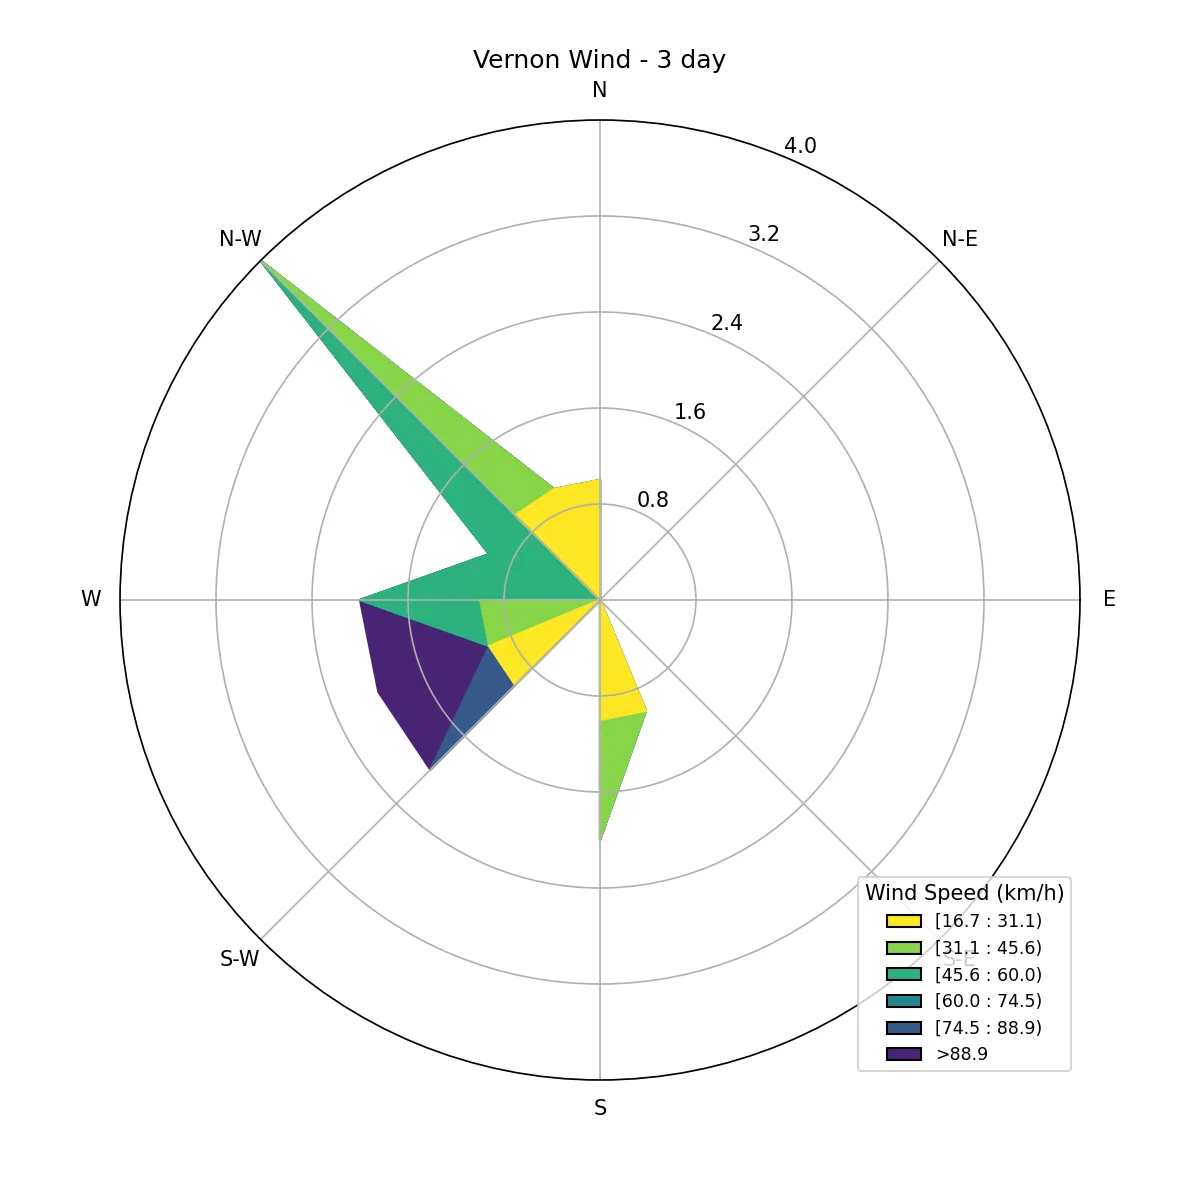 Vernon Wind - 3 day
N
4.0
N-W
N-E
3.2
2.4
1.6
0.8
W
E
Wind Speed (km/h)
[16.7 : 31.1)
[31.1 : 45.6)
S-W
S-E
[45.6 : 60.0)
[60.0 : 74.5)
[74.5 : 88.9)
>88.9
S